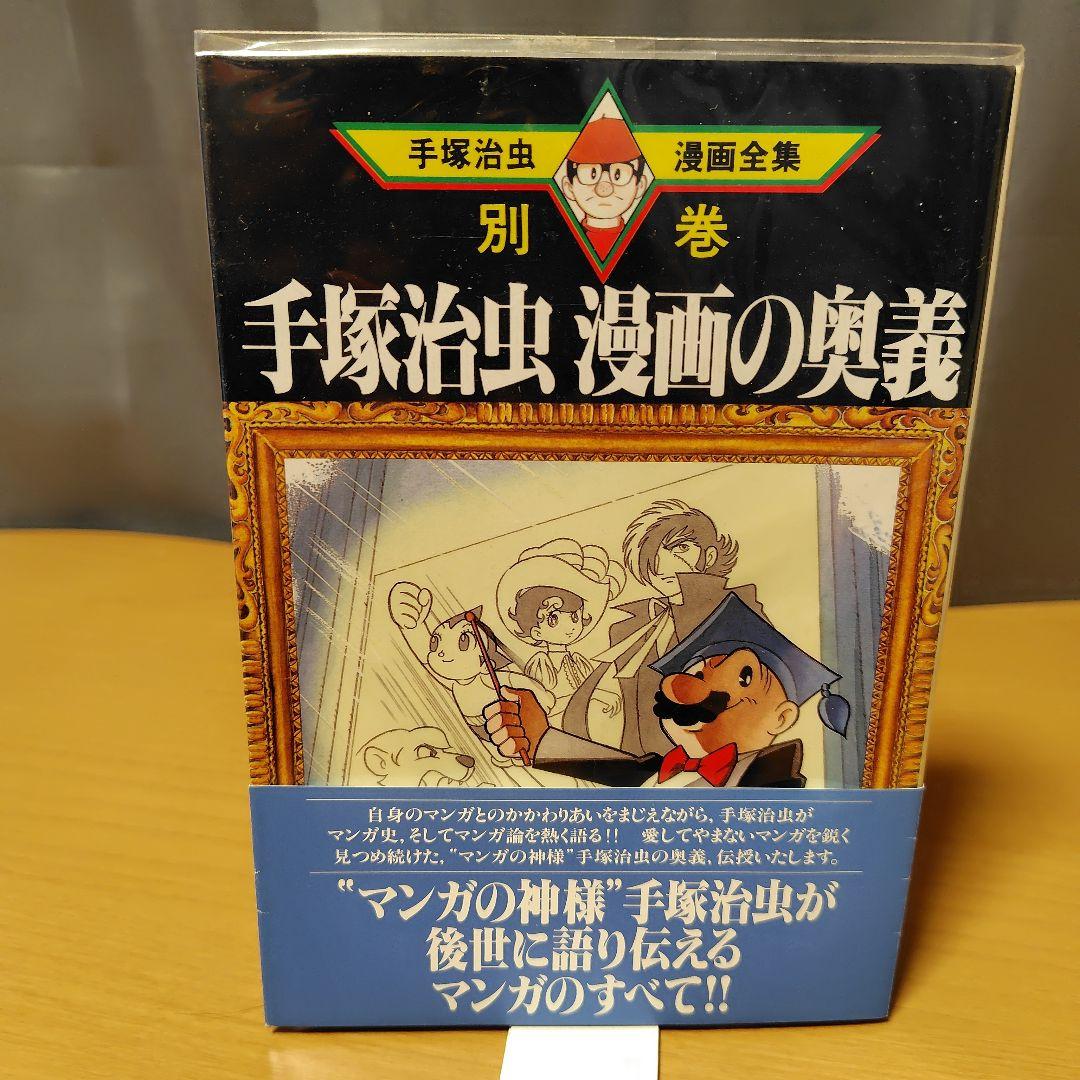 手塚治虫 漫画全集
別巻
手塚治虫 漫画の奥義
自身のマンガとのかかわりあいをまじえながら、手塚治虫が
マンガ史、そしてマンガ論を熱く語る!! 愛してやまないマンガを鋭く
見つめ続けた、“マンガの神様”手塚治虫の奥義、伝授いたします。
“マンガの神様”手塚治虫が
後世に語り伝える
マンガのすべて!!